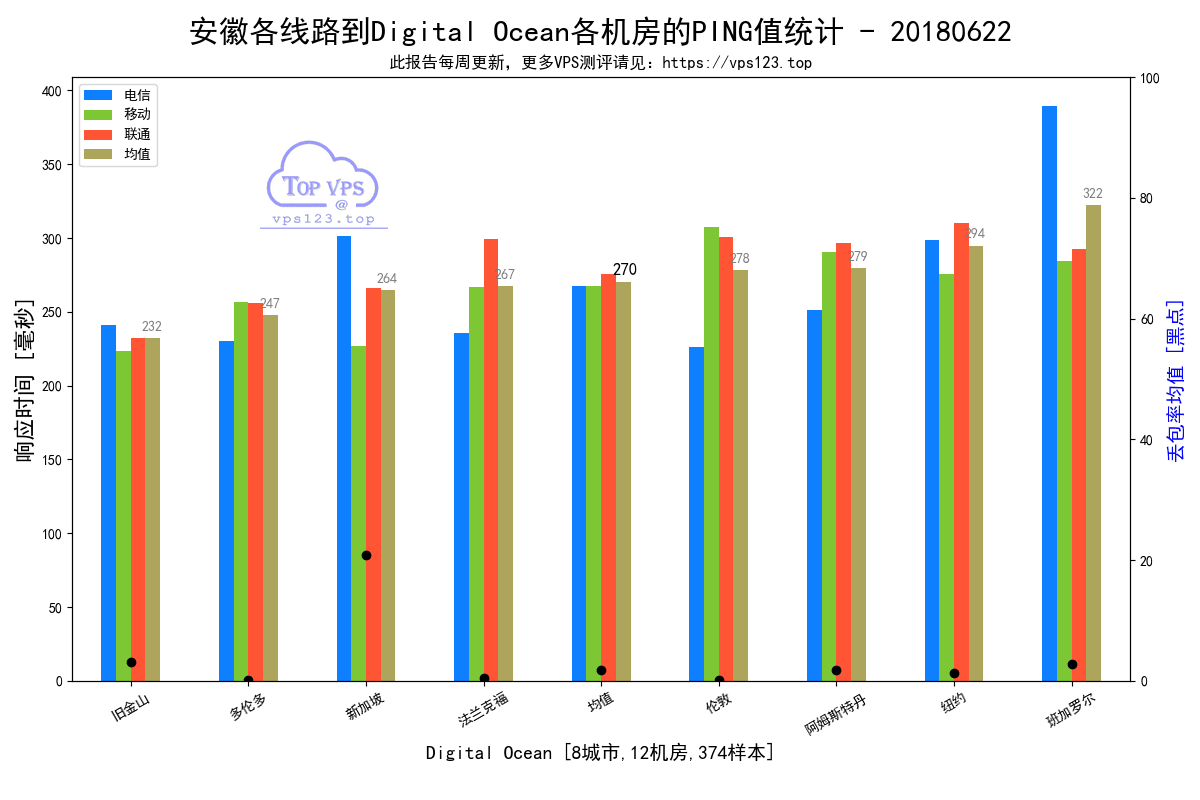 安徽各线路到Digital Ocean各机房的PING值统计 - 20180622
此报告每周更新，更多VPS测评请见：https://vps123.top
电信
移动
联通
均值
TOP VPS
@
vps123.top
响应时间 [毫秒]
400
350
300
250
200
150
100
50
0
232
247
264
267
270
278
279
294
322
100
80
60
40
20
0
丢包率均值 [黑点]
旧金山
多伦多
新加坡
法兰克福
均值
伦敦
阿姆斯特丹
纽约
班加罗尔
Digital Ocean [8城市,12机房,374样本]